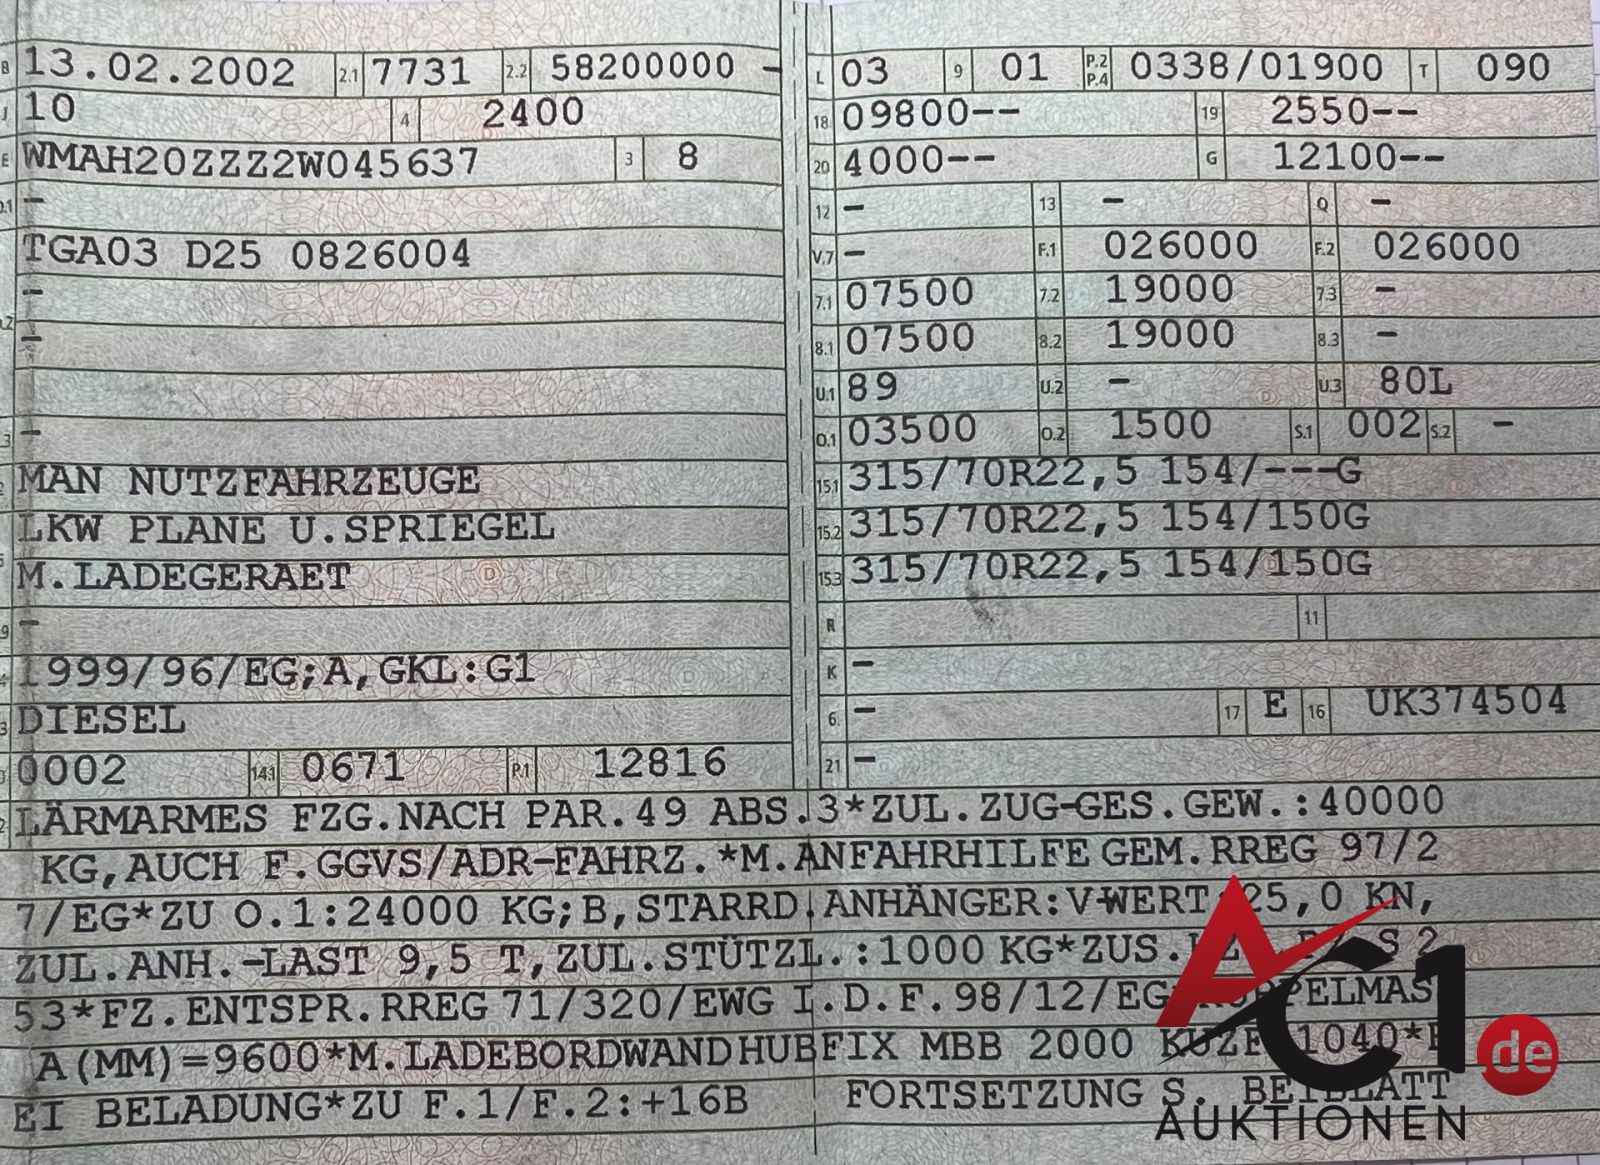 B 13.02.2002 2.1 7731 2.2 58200000 -
J 10 4 2400
E WMAH20ZZZ2W045637 3 8
-
TGA03 D25 0826004
-
-
-
MAN NUTZFAHRZEUGE
LKW PLANE U.SPRIEGEL
M.LADEGERAET
-
1999/96/EG;A,GKL:G1
DIESEL
0002 14.1 0671 P.1 12816
L 03 9 01 P.2 P.4 0338/01900 T 090
18 09800-- 19 2550--
20 4000-- G 12100--
12 - 13 - Q -
V.7 - F.1 026000 F.2 026000
7.1 07500 7.2 19000 7.3 -
8.1 07500 8.2 19000 8.3 -
U.1 89 U.2 - U.3 80L
O.1 03500 O.2 1500 S.1 002 S.2 -
15.1 315/70R22,5 154/---G
15.2 315/70R22,5 154/150G
15.3 315/70R22,5 154/150G
R 11
K -
6. - 17 E 16 UK374504
21 -
LÄRMARMES FZG.NACH PAR.49 ABS.3*ZUL.ZUG-GES.GEW.:40000
KG,AUCH F.GGVS/ADR-FAHRZ.*M.ANFAHRHILFE GEM.RREG 97/2
7/EG*ZU O.1:24000 KG;B,STARRD.ANHÄNGER:V-WERT:25,0 KN,
ZUL.ANH.-LAST 9,5 T,ZUL.STÜTZL.:1000 KG*ZUS. S 2
53*FZ.ENTSPR.RREG 71/320/EWG I.D.F.98/12/EG*KOPPELMAS
A(MM)=9600*M.LADEBORDWAND HUBFIX MBB 2000 1040*B
EI BELADUNG*ZU F.1/F.2:+16B FORTSETZUNG S. BEIBLATT
AC1.de
AUKTIONEN